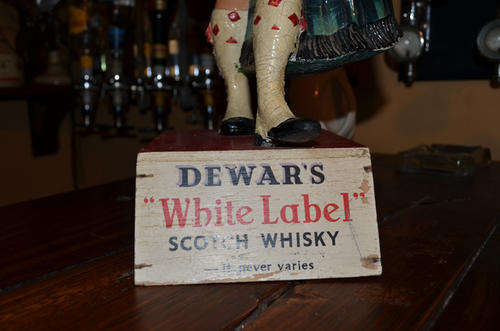 DEWAR'S
"White Label"
SCOTCH WHISKY
— it never varies